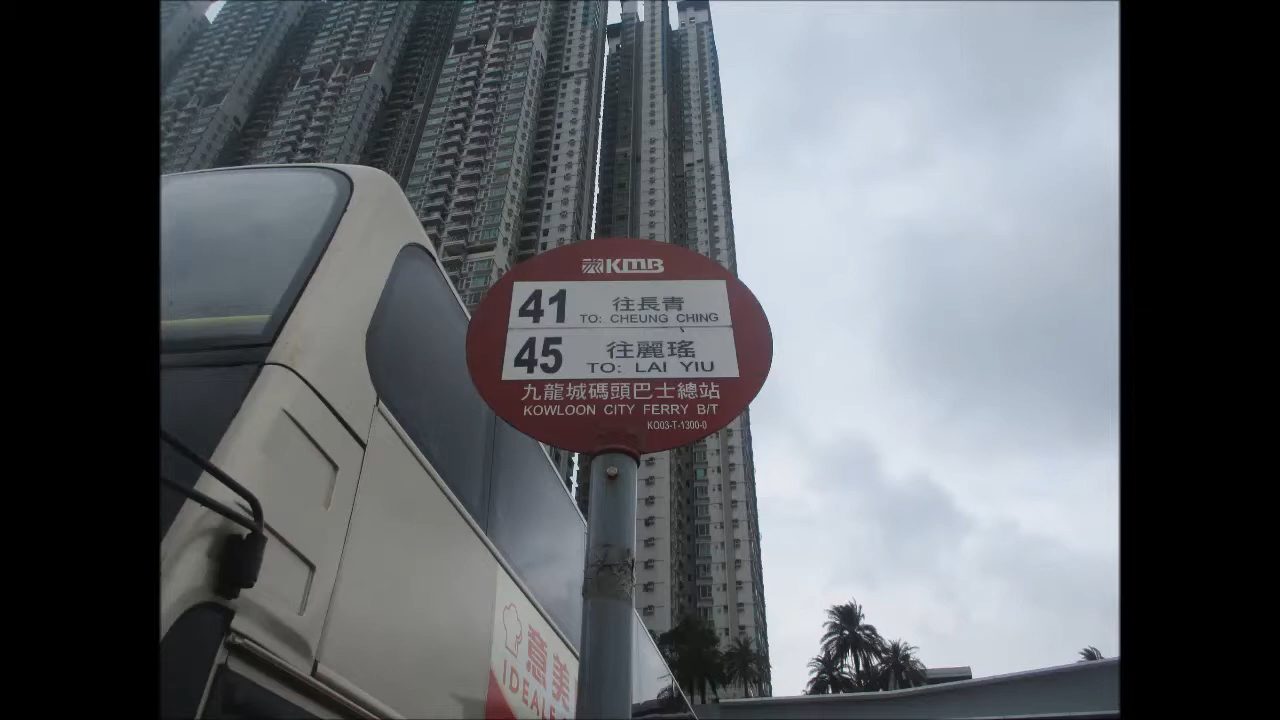 KMB
41 往長青
TO: CHEUNG CHING
45 往麗瑤
TO: LAI YIU
九龍城碼頭巴士總站
KOWLOON CITY FERRY B/T
KO03-T-1300-0
意美
IDEAL